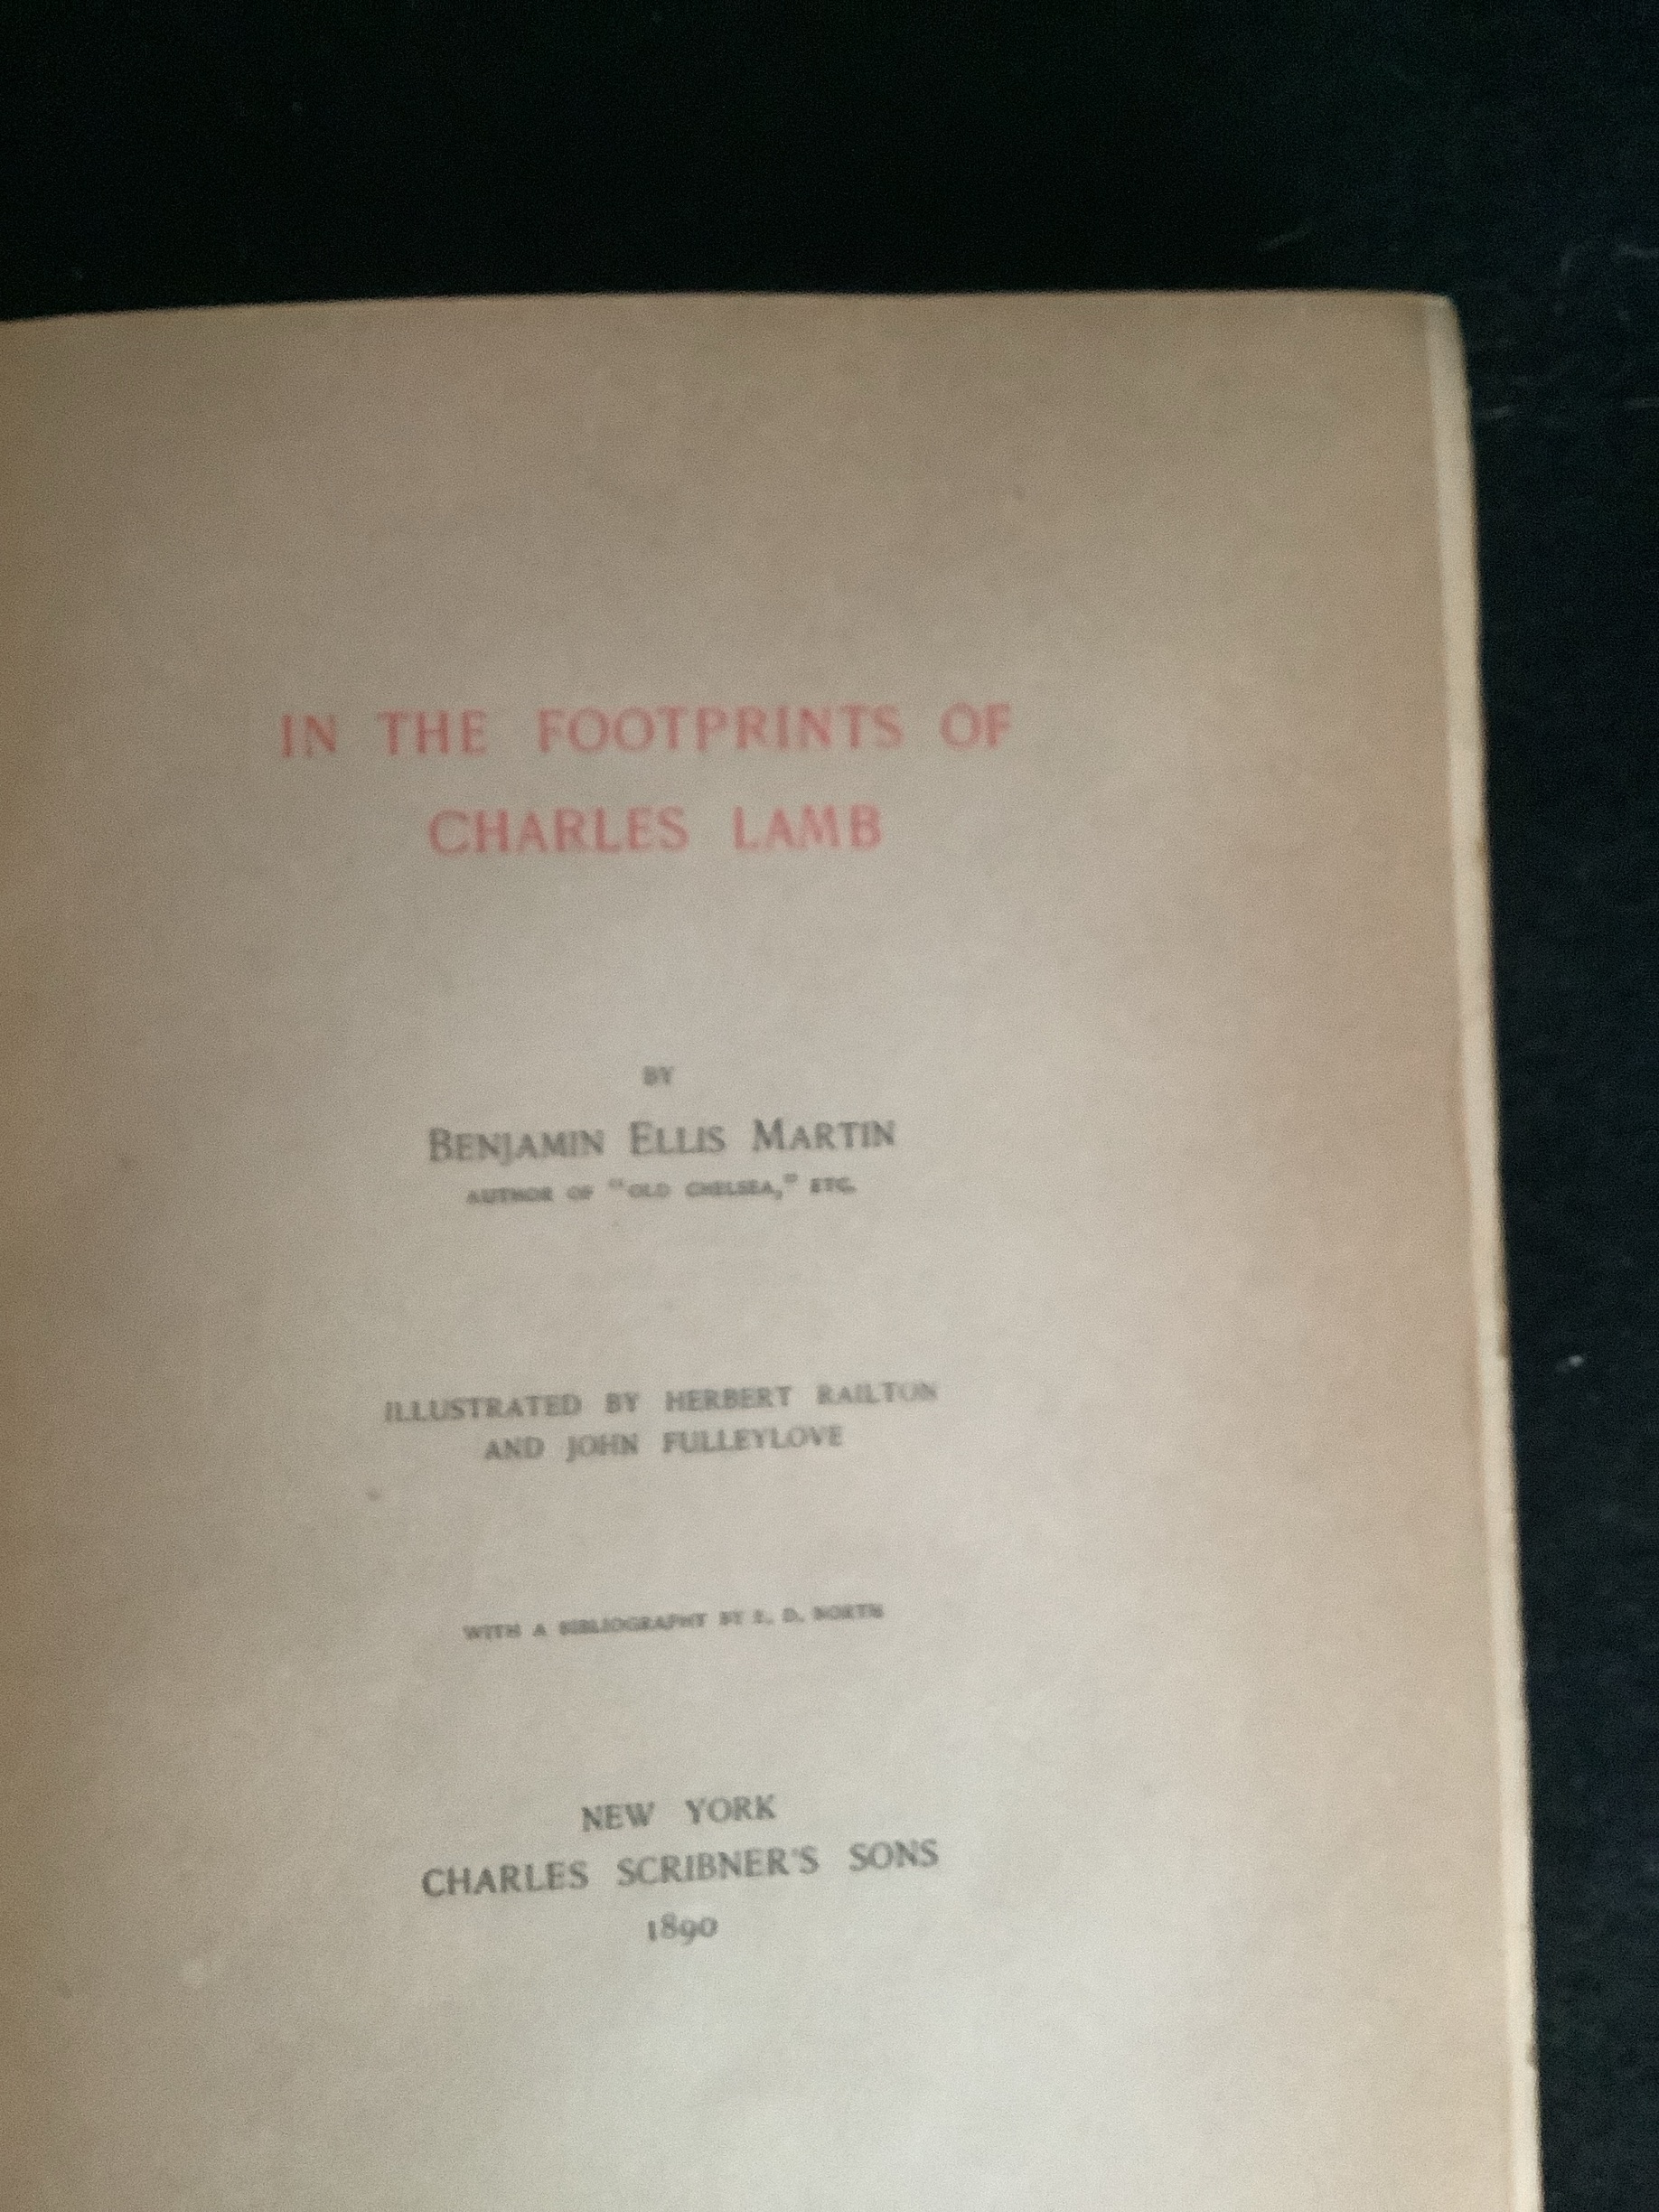 IN THE FOOTPRINTS OF
CHARLES LAMB
BY
BENJAMIN ELLIS MARTIN
AUTHOR OF "OLD CHELSEA," ETC.
ILLUSTRATED BY HERBERT RAILTON
AND JOHN FULLEYLOVE
WITH A BIBLIOGRAPHY BY E. D. NORTH
NEW YORK
CHARLES SCRIBNER'S SONS
1890